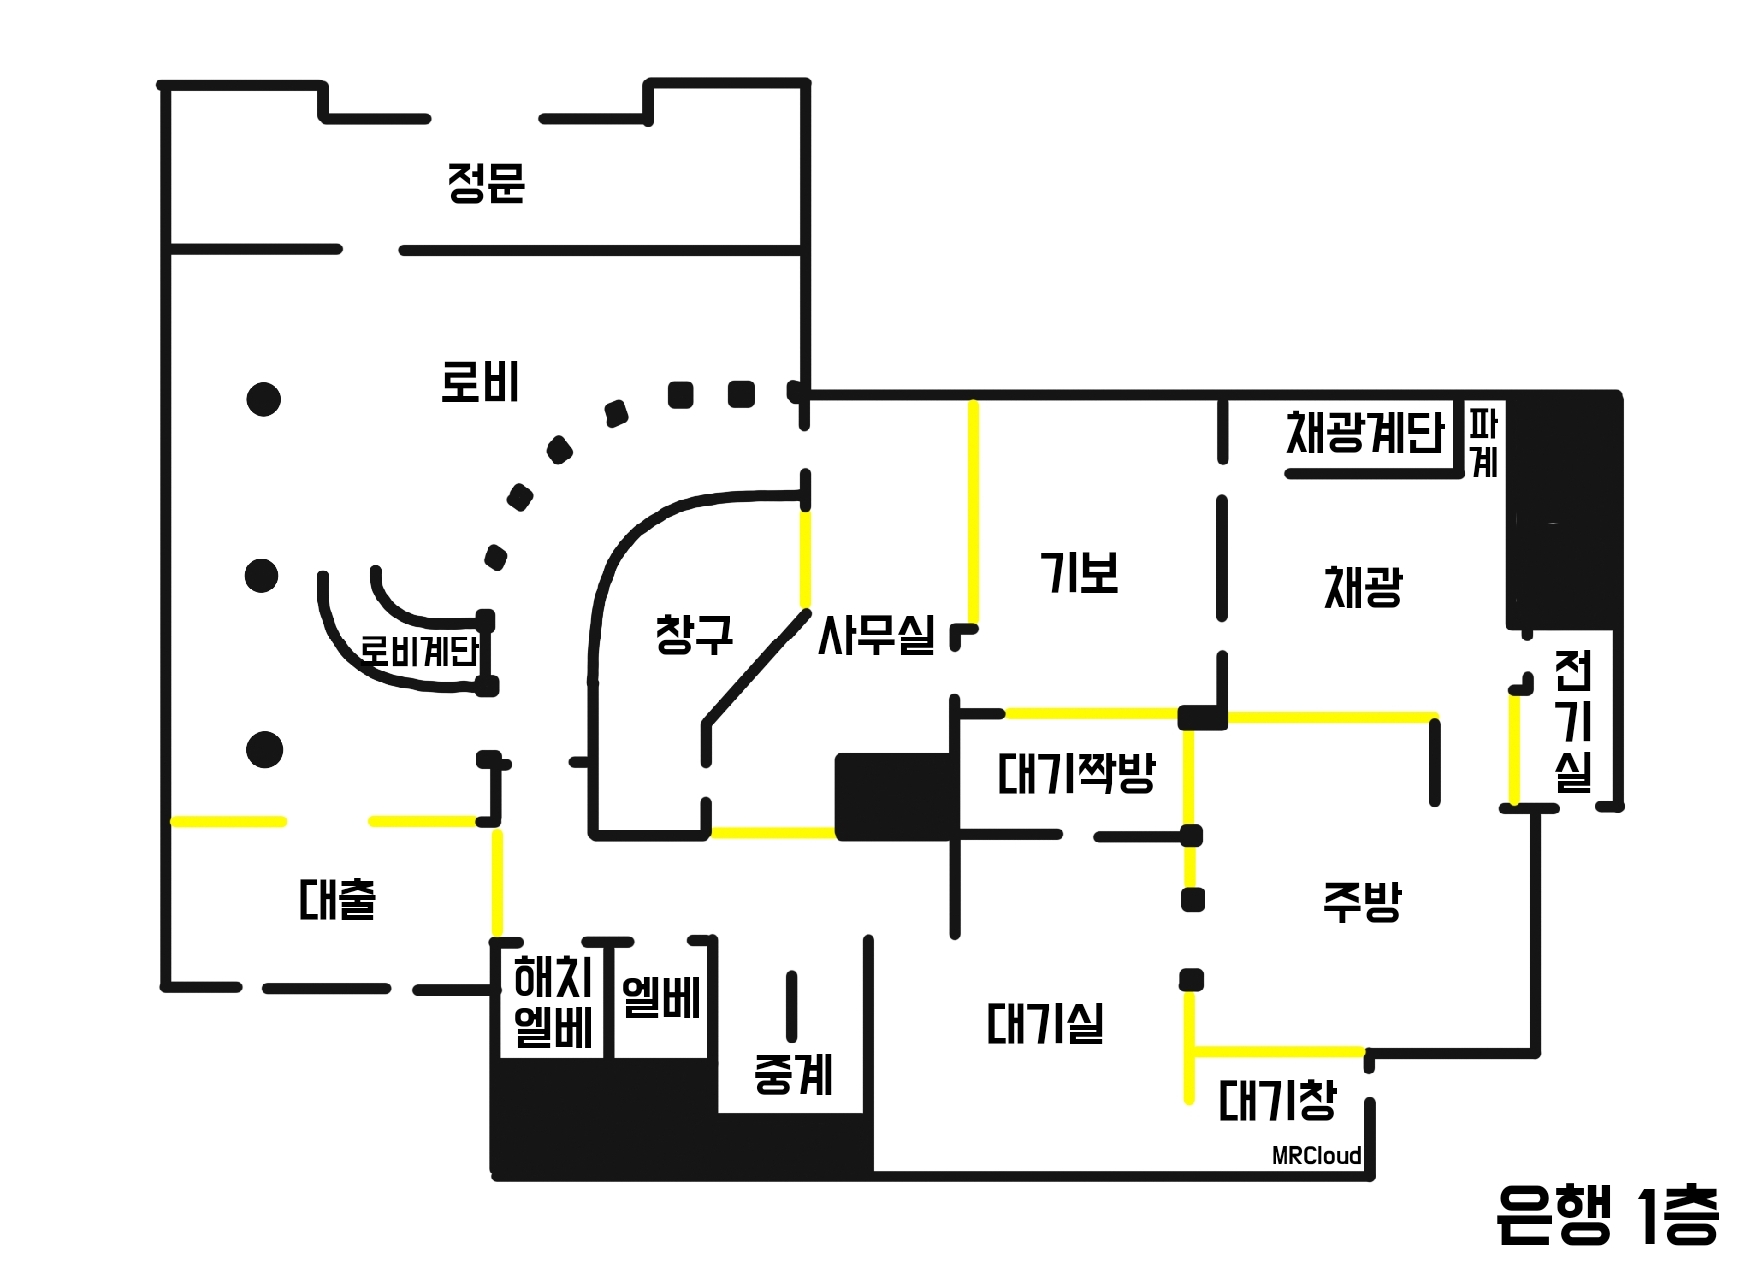 정문
로비
채광계단
파
계
기보
채광
창구
사무실
로비계단
전
기
실
대기짝방
대출
주방
해치
엘베
엘베
대기실
중계
대기창
MRCloud
은행 1층